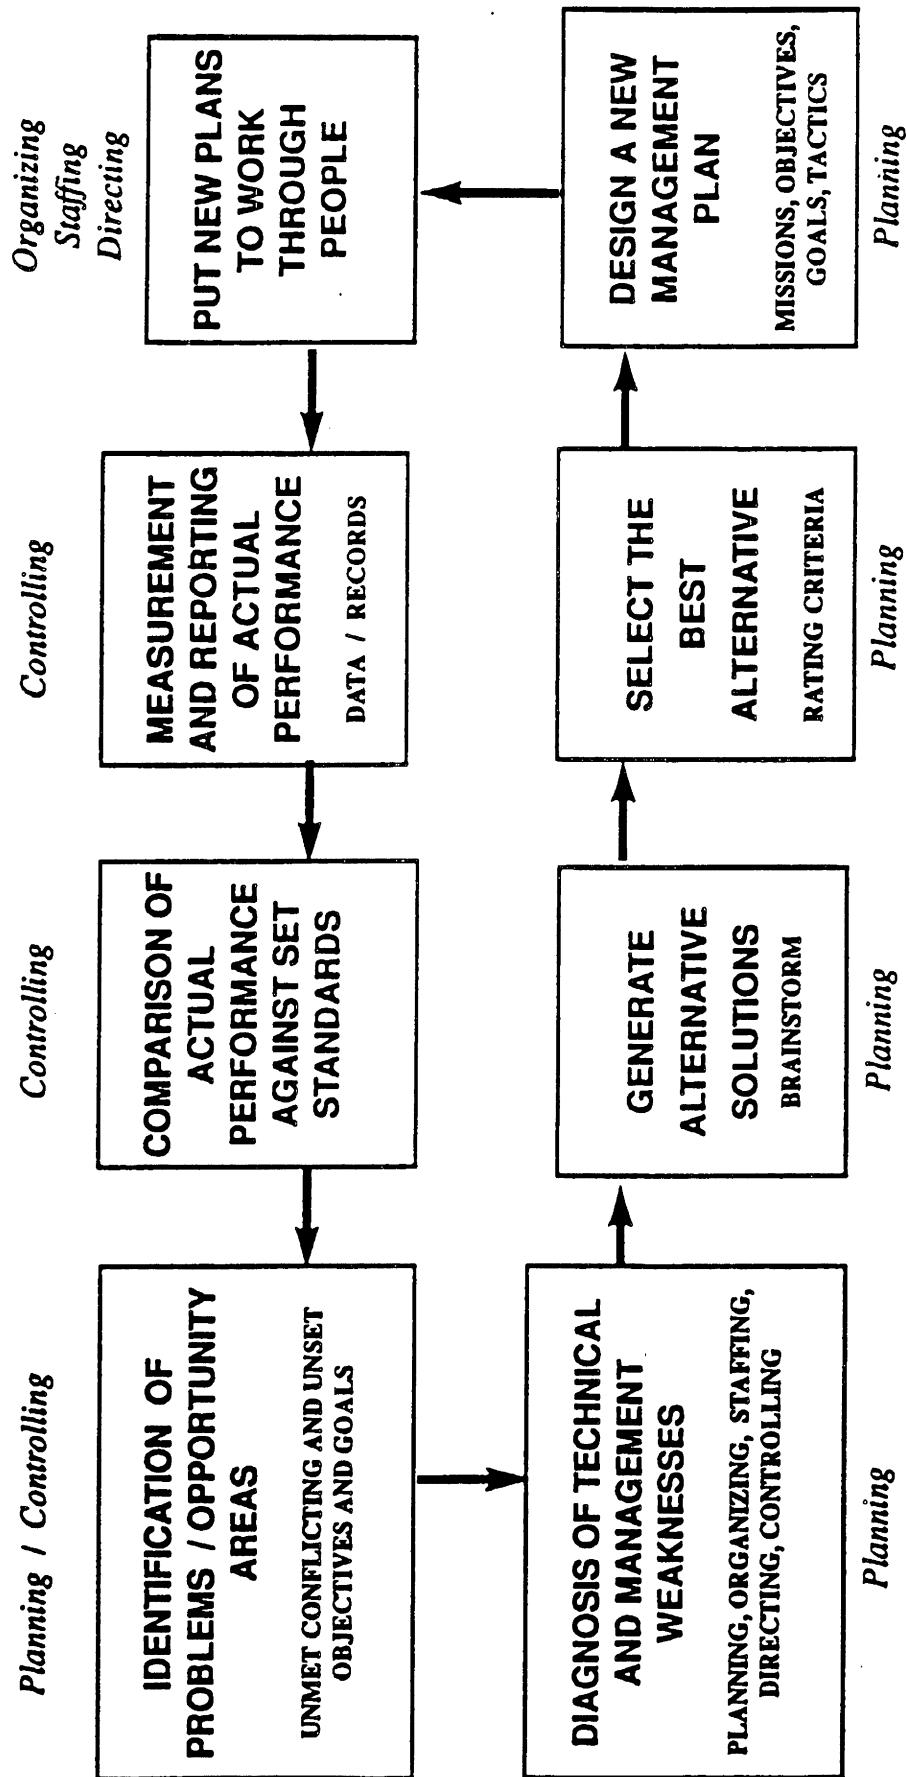 Planning / Controlling
IDENTIFICATION OF
PROBLEMS / OPPORTUNITY
AREAS
UNMET CONFLICTING AND UNSET
OBJECTIVES AND GOALS
Controlling
COMPARISON OF
ACTUAL
PERFORMANCE
AGAINST SET
STANDARDS
Controlling
MEASUREMENT
AND REPORTING
OF ACTUAL
PERFORMANCE
DATA / RECORDS
Organizing
Staffing
Directing
PUT NEW PLANS
TO WORK
THROUGH
PEOPLE
DIAGNOSIS OF TECHNICAL
AND MANAGEMENT
WEAKNESSES
PLANNING, ORGANIZING, STAFFING,
DIRECTING, CONTROLLING
Planning
GENERATE
ALTERNATIVE
SOLUTIONS
BRAINSTORM
Planning
SELECT THE
BEST
ALTERNATIVE
RATING CRITERIA
Planning
DESIGN A NEW
MANAGEMENT
PLAN
MISSIONS, OBJECTIVES,
GOALS, TACTICS
Planning